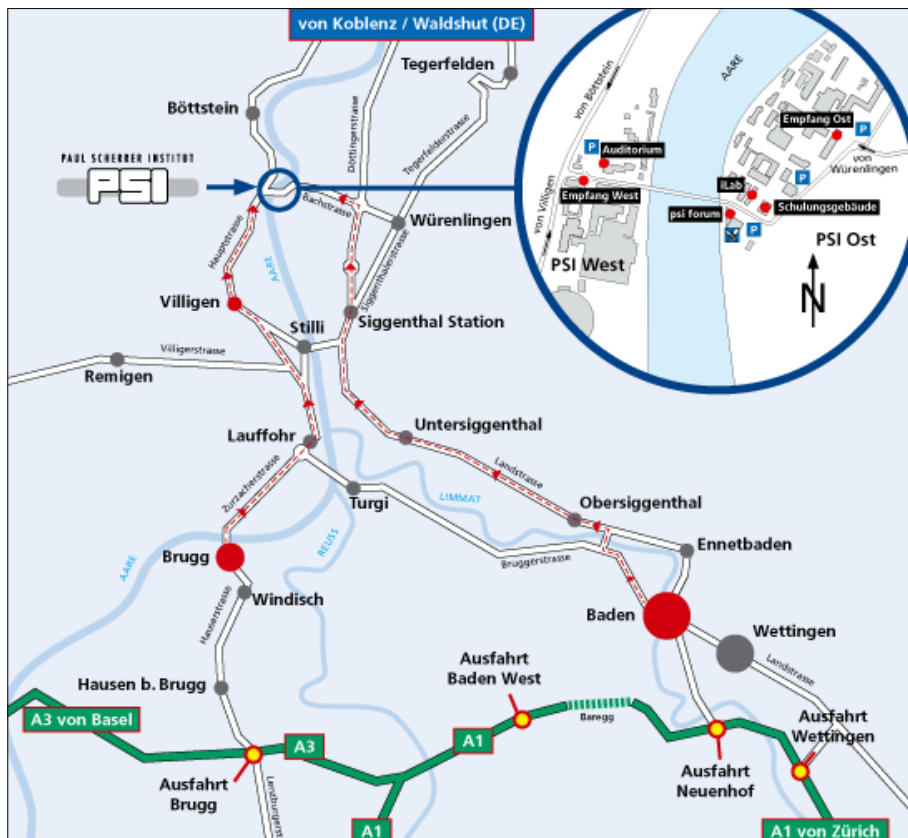 von Koblenz / Waldshut (DE)
Tegerfelden
Böttstein
PAUL SCHERRER INSTITUT
PSI
Döttingerstrasse
Tegerfelderstrasse
Bachstrasse
Würenlingen
Hauptstrasse
AARE
Siggenthalerstrasse
Villigen
Siggenthal Station
Stilli
Villigerstrasse
Remigen
Lauffohr
Untersiggenthal
Zurzacherstrasse
Landstrasse
Turgi
LIMMAT
Obersiggenthal
REUSS
Ennetbaden
Bruggerstrasse
AARE
Brugg
Windisch
Hauserstrasse
Baden
Wettingen
Landstrasse
Hausen b. Brugg
Ausfahrt
Baden West
A3 von Basel
A3
A1
Baregg
Ausfahrt
Wettingen
Ausfahrt
Brugg
Ausfahrt
Neuenhof
Lenzburgerst
A1
A1 von Zürich
von Böttstein
AARE
Empfang Ost
P
P
Auditorium
von
Würenlingen
P
iLab
Empfang West
Schulungsgebäude
psi forum
P
von Villigen
PSI West
PSI Ost
N